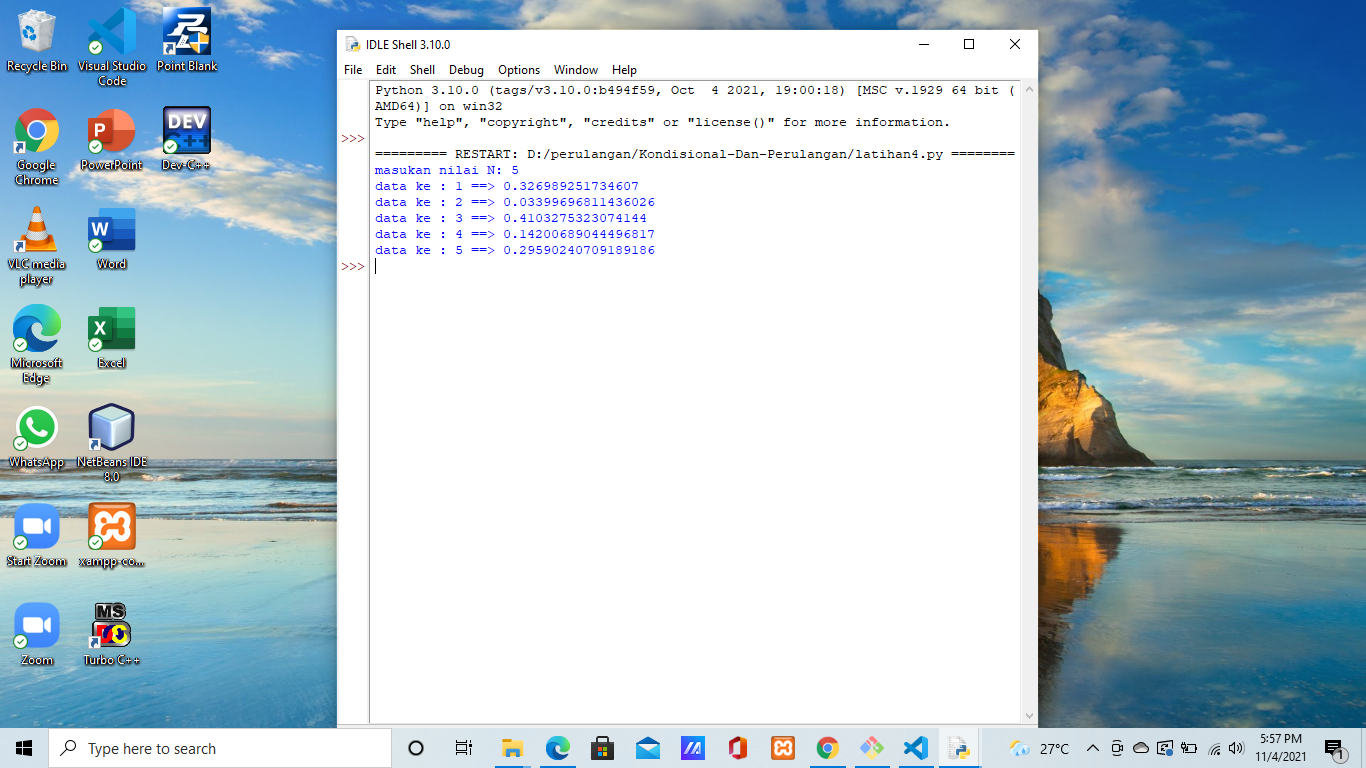 Recycle Bin
Visual Studio
Code
Point Blank
Google
Chrome
PowerPoint
DEV
C++
Dev-C++
VLC media
player
Word
Microsoft
Edge
Excel
WhatsApp
NetBeans IDE
8.0
Start Zoom
xampp-co...
Zoom
MS
Turbo C++
IDLE Shell 3.10.0
File Edit Shell Debug Options Window Help
Python 3.10.0 (tags/v3.10.0:b494f59, Oct  4 2021, 19:00:18) [MSC v.1929 64 bit (
AMD64)] on win32
Type "help", "copyright", "credits" or "license()" for more information.
>>>
========= RESTART: D:/perulangan/Kondisional-Dan-Perulangan/latihan4.py ========
masukan nilai N: 5
data ke : 1 ==> 0.326989251734607
data ke : 2 ==> 0.03399696811436026
data ke : 3 ==> 0.4103275323074144
data ke : 4 ==> 0.14200689044496817
data ke : 5 ==> 0.29590240709189186
>>>
Type here to search
27°C
5:57 PM
11/4/2021
1